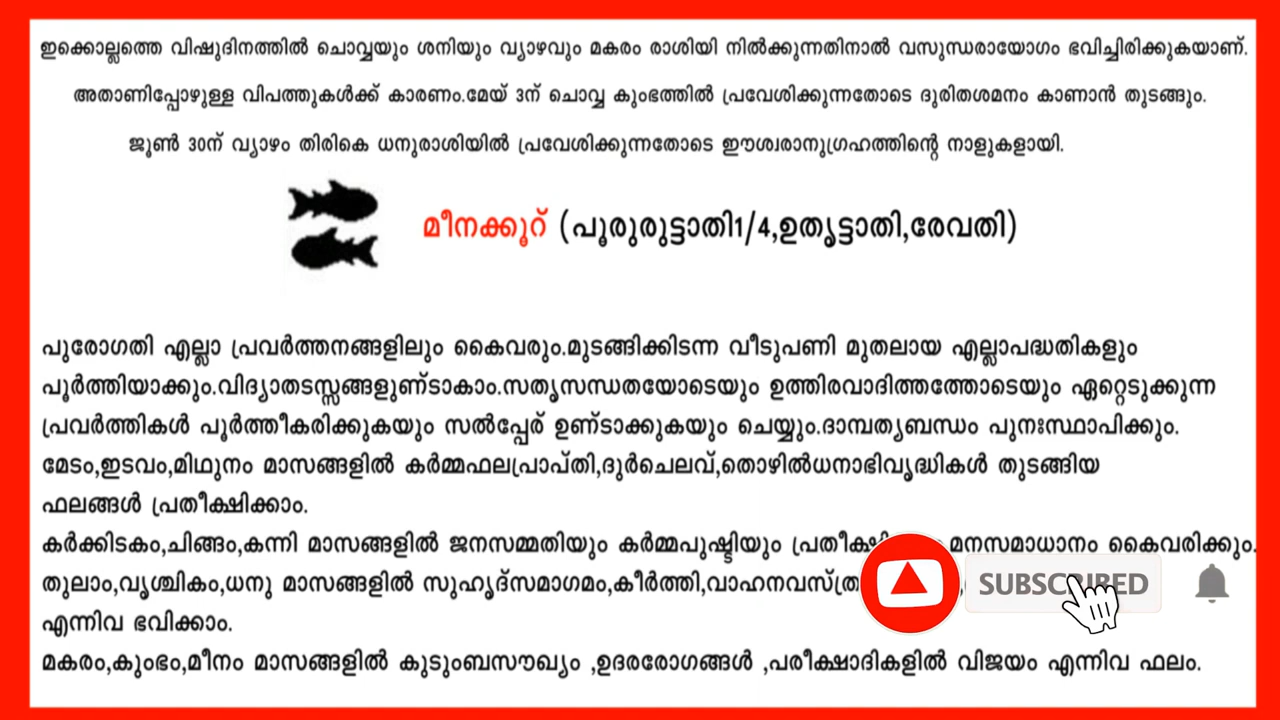 ഇക്കൊല്ലത്തെ വിഷുദിനത്തിൽ ചൊവ്വയും ശനിയും വ്യാഴവും മകരം രാശിയി നിൽക്കുന്നതിനാൽ വസുന്ധരായോഗം ഭവിച്ചിരിക്കുകയാണ്.
അതാണിപ്പോഴുള്ള വിപത്തുകൾക്ക് കാരണം.മേയ് 3ന് ചൊവ്വ കുംഭത്തിൽ പ്രവേശിക്കുന്നതോടെ ദുരിതശമനം കാണാൻ തുടങ്ങും.
ജൂൺ 30ന് വ്യാഴം തിരികെ ധനുരാശിയിൽ പ്രവേശിക്കുന്നതോടെ ഈശ്വരാനുഗ്രഹത്തിന്റെ നാളുകളായി.
മീനക്കൂറ് (പൂരുരുട്ടാതി1/4,ഉതൃട്ടാതി,രേവതി)
പുരോഗതി എല്ലാ പ്രവർത്തനങ്ങളിലും കൈവരും.മുടങ്ങിക്കിടന്ന വീടുപണി മുതലായ എല്ലാപദ്ധതികളും
പൂർത്തിയാക്കും.വിദ്യാതടസ്സങ്ങളുണ്ടാകാം.സതൃസന്ധതയോടെയും ഉത്തിരവാദിത്തത്തോടെയും ഏറ്റെടുക്കുന്ന
പ്രവർത്തികൾ പൂർത്തീകരിക്കുകയും സൽപ്പേര് ഉണ്ടാക്കുകയും ചെയ്യും.ദാമ്പത്യബന്ധം പുനഃസ്ഥാപിക്കും.
മേടം,ഇടവം,മിഥുനം മാസങ്ങളിൽ കർമ്മഫലപ്രാപ്തി,ദുർചെലവ്,തൊഴിൽധനാഭിവൃദ്ധികൾ തുടങ്ങിയ
ഫലങ്ങൾ പ്രതീക്ഷിക്കാം.
കർക്കിടകം,ചിങ്ങം,കന്നി മാസങ്ങളിൽ ജനസമ്മതിയും കർമ്മപുഷ്ടിയും മനസമാധാനം കൈവരിക്കും.
തുലാം,വൃശ്ചികം,ധനു മാസങ്ങളിൽ സുഹൃദ്സമാഗമം,കീർത്തി,
SUBSCRIBED
എന്നിവ ഭവിക്കാം.
മകരം,കുംഭം,മീനം മാസങ്ങളിൽ കുടുംബസൗഖ്യം ,ഉദരരോഗങ്ങൾ ,പരീക്ഷാദികളിൽ വിജയം എന്നിവ ഫലം.